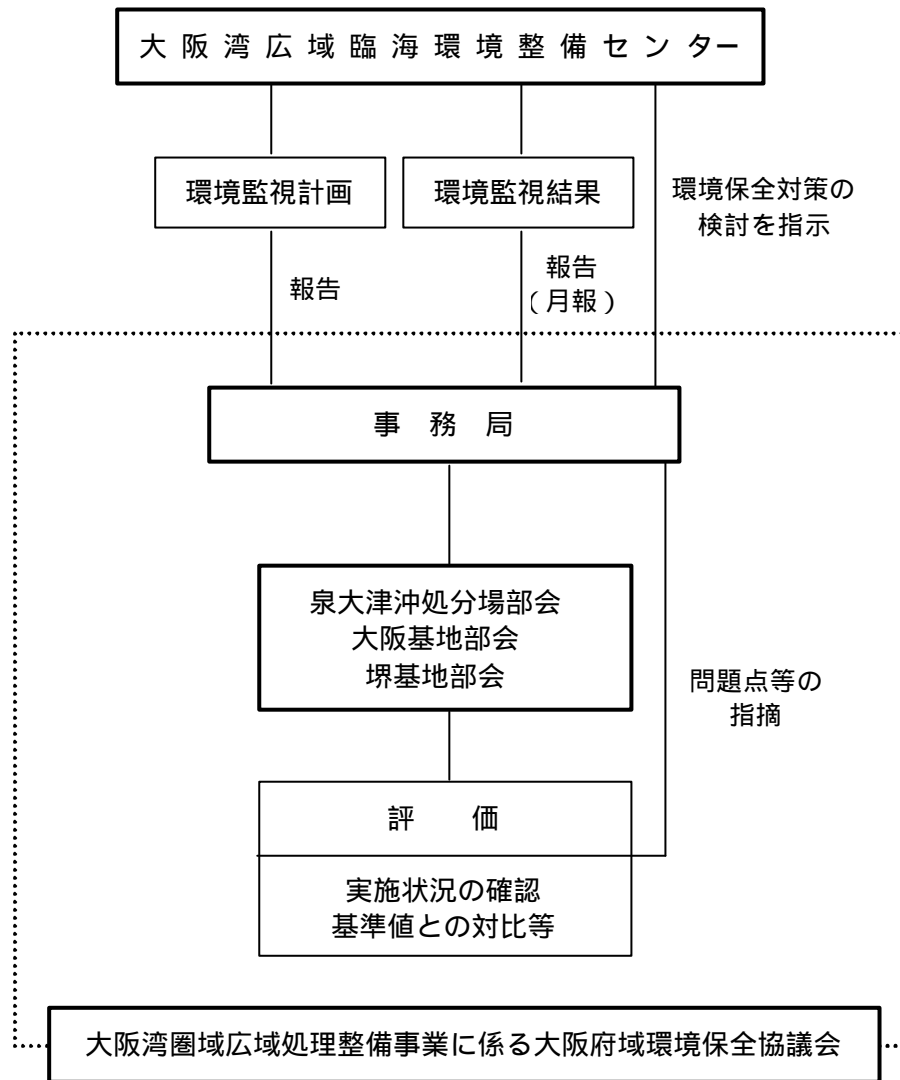 大阪湾広域臨海環境整備センター
環境監視計画
環境監視結果
環境保全対策の
検討を指示
報告
報告
（月報）
事務局
泉大津沖処分場部会
大阪基地部会
堺基地部会
問題点等の
指摘
評価
実施状況の確認
基準値との対比等
大阪湾圏域広域処理整備事業に係る大阪府域環境保全協議会